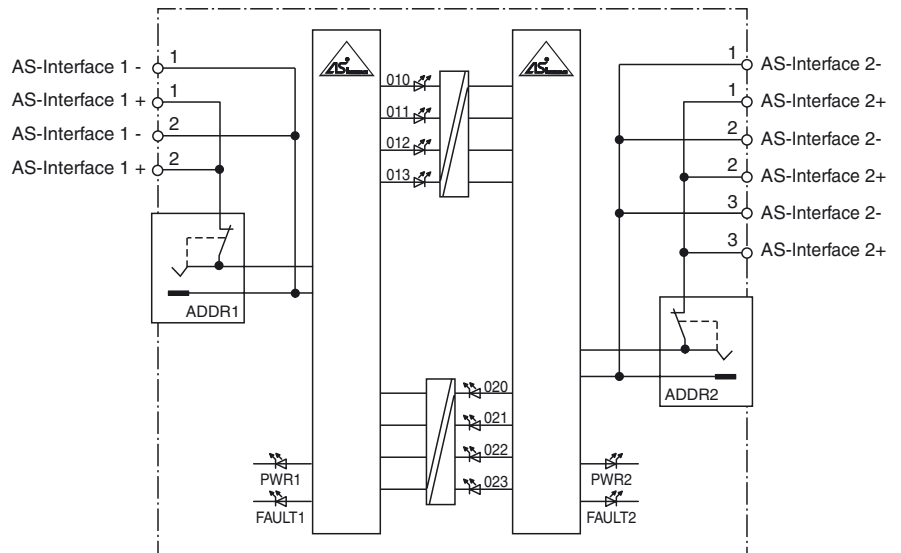 AS-Interface 1 - 1
AS-Interface 1 + 1
AS-Interface 1 - 2
AS-Interface 1 + 2
ADDR1
PWR1
FAULT1
010
011
012
013
020
021
022
023
1 AS-Interface 2-
1 AS-Interface 2+
2 AS-Interface 2-
2 AS-Interface 2+
3 AS-Interface 2-
3 AS-Interface 2+
ADDR2
PWR2
FAULT2